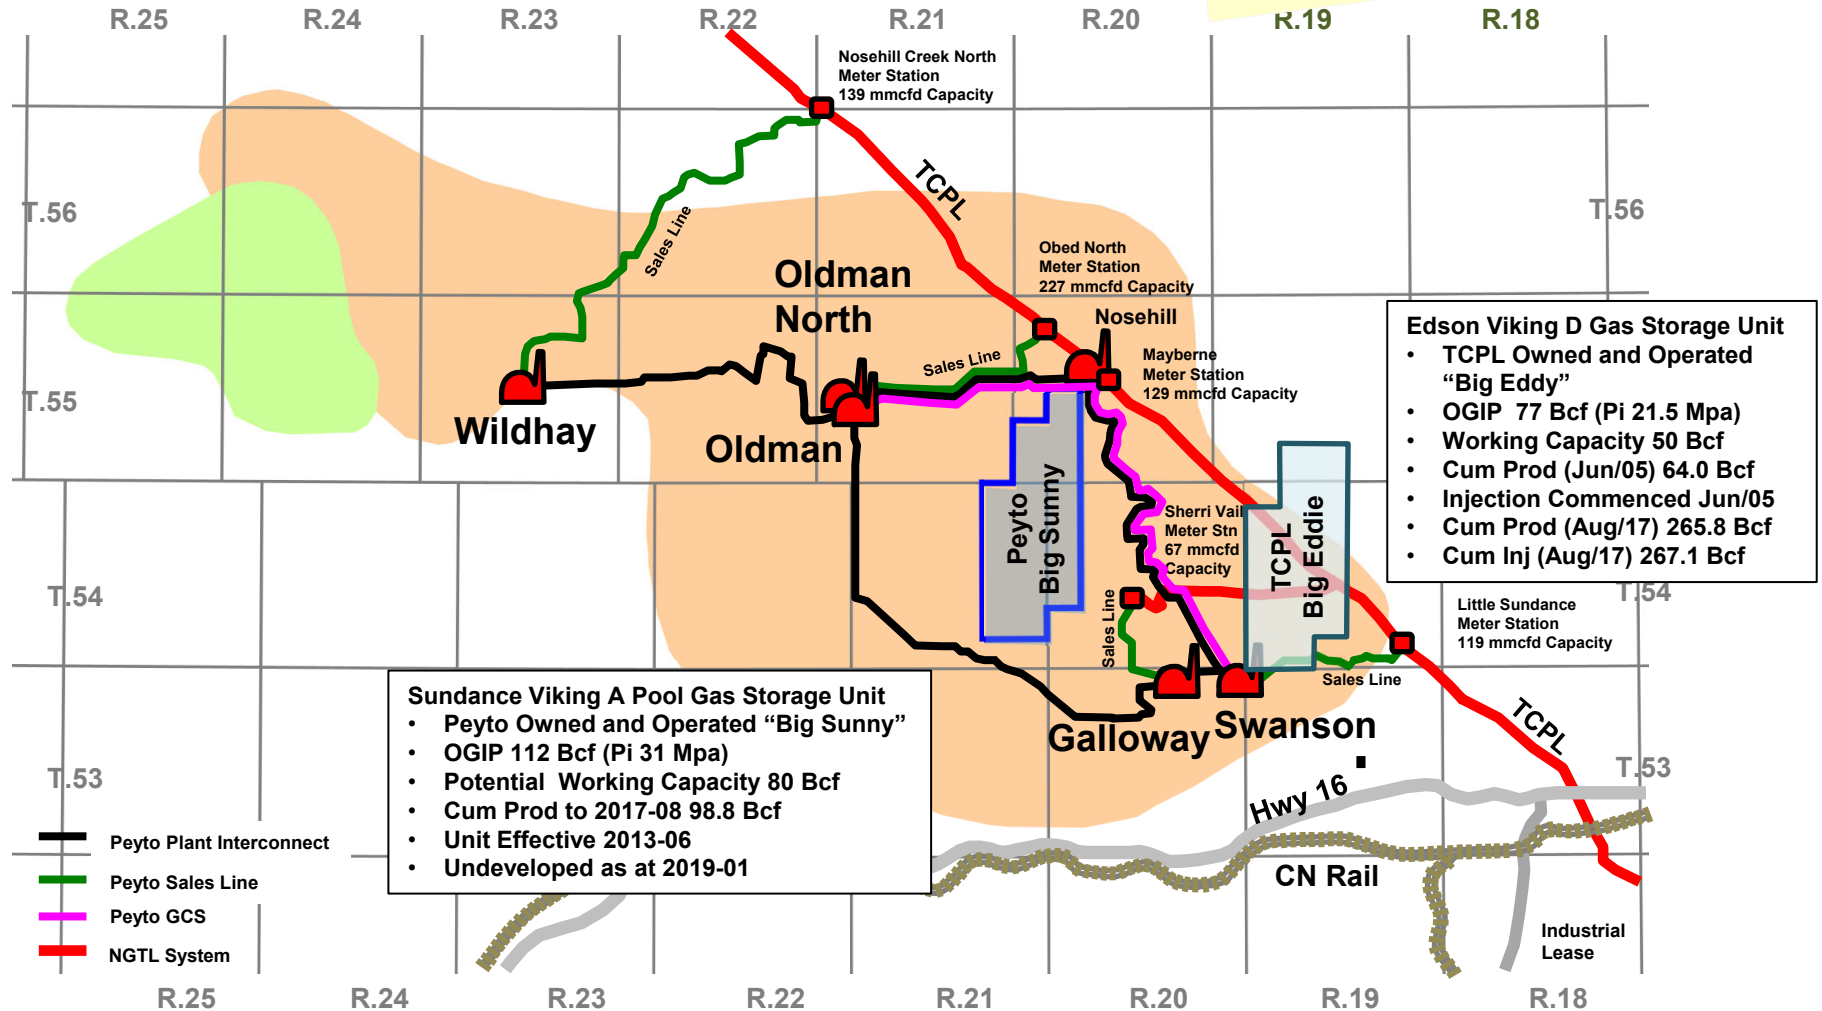 R.25 R.24 R.23 R.22 R.21 R.20 R.19 R.18
Nosehill Creek North
Meter Station
139 mmcfd Capacity
TCPL
T.56
T.56
Sales Line
Obed North
Meter Station
227 mmcfd Capacity
Oldman
North
Nosehill
Sales Line
Mayberne
Meter Station
129 mmcfd Capacity
T.55
Wildhay
Oldman
Edson Viking D Gas Storage Unit
• TCPL Owned and Operated
“Big Eddy”
• OGIP 77 Bcf (Pi 21.5 Mpa)
• Working Capacity 50 Bcf
• Cum Prod (Jun/05) 64.0 Bcf
• Injection Commenced Jun/05
• Cum Prod (Aug/17) 265.8 Bcf
• Cum Inj (Aug/17) 267.1 Bcf
Peyto
Big Sunny
Sherri Vail
Meter Stn
67 mmcfd
Capacity
TCPL
Big Eddie
T.54
T.54
Sales Line
Little Sundance
Meter Station
119 mmcfd Capacity
Sales Line
Sundance Viking A Pool Gas Storage Unit
• Peyto Owned and Operated “Big Sunny”
• OGIP 112 Bcf (Pi 31 Mpa)
• Potential Working Capacity 80 Bcf
• Cum Prod to 2017-08 98.8 Bcf
• Unit Effective 2013-06
• Undeveloped as at 2019-01
Galloway
Swanson
TCPL
T.53
T.53
Hwy 16
CN Rail
Industrial
Lease
Peyto Plant Interconnect
Peyto Sales Line
Peyto GCS
NGTL System
R.25 R.24 R.23 R.22 R.21 R.20 R.19 R.18